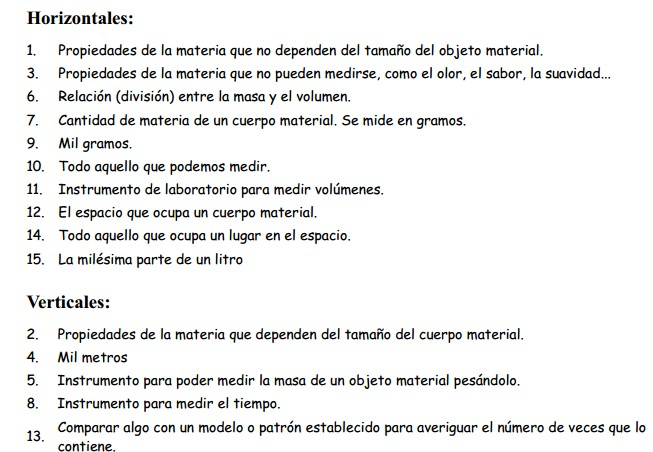 Horizontales:
1. Propiedades de la materia que no dependen del tamaño del objeto material.
3. Propiedades de la materia que no pueden medirse, como el olor, el sabor, la suavidad...
6. Relación (división) entre la masa y el volumen.
7. Cantidad de materia de un cuerpo material. Se mide en gramos.
9. Mil gramos.
10. Todo aquello que podemos medir.
11. Instrumento de laboratorio para medir volúmenes.
12. El espacio que ocupa un cuerpo material.
14. Todo aquello que ocupa un lugar en el espacio.
15. La milésima parte de un litro
Verticales:
2. Propiedades de la materia que dependen del tamaño del cuerpo material.
4. Mil metros
5. Instrumento para poder medir la masa de un objeto material pesándolo.
8. Instrumento para medir el tiempo.
13. Comparar algo con un modelo o patrón establecido para averiguar el número de veces que lo
contiene.